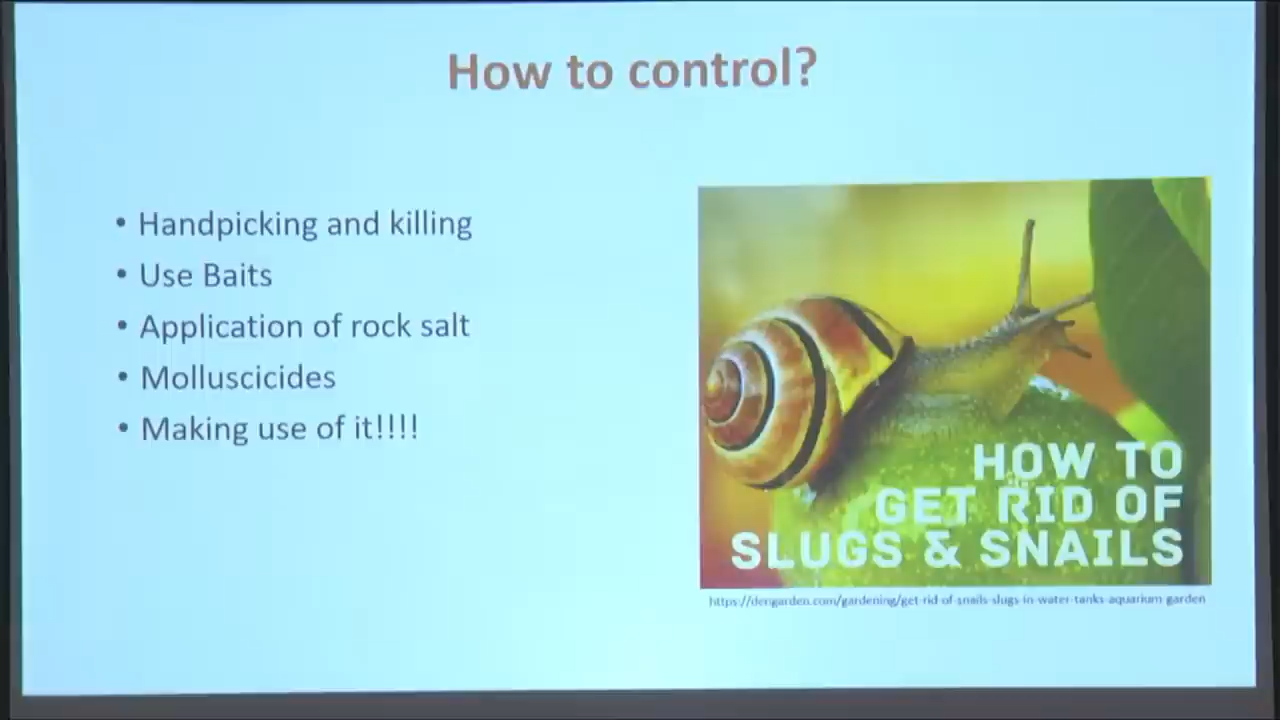 How to control?
• Handpicking and killing
• Use Baits
• Application of rock salt
• Molluscicides
• Making use of it!!!!
HOW TO
GET RID OF
SLUGS & SNAILS
https://dengarden.com/gardening/get-rid-of-snails-slugs-in-water-tanks-aquarium-garden